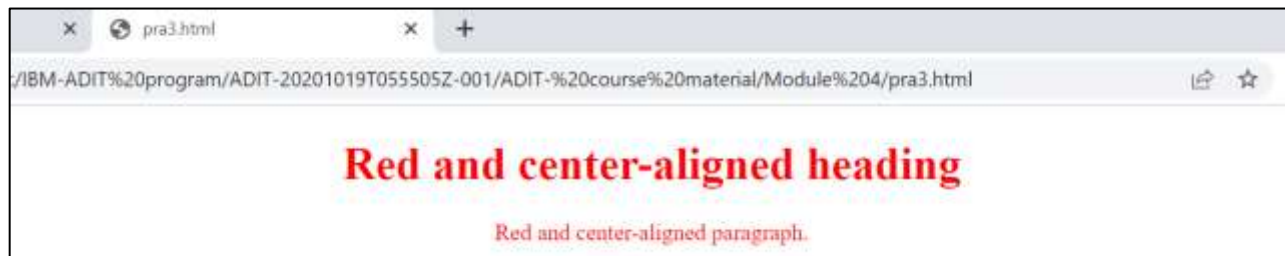 pra3.html
/IBM-ADIT%20program/ADIT-20201019T055505Z-001/ADIT-%20course%20material/Module%204/pra3.html
Red and center-aligned heading
Red and center-aligned paragraph.